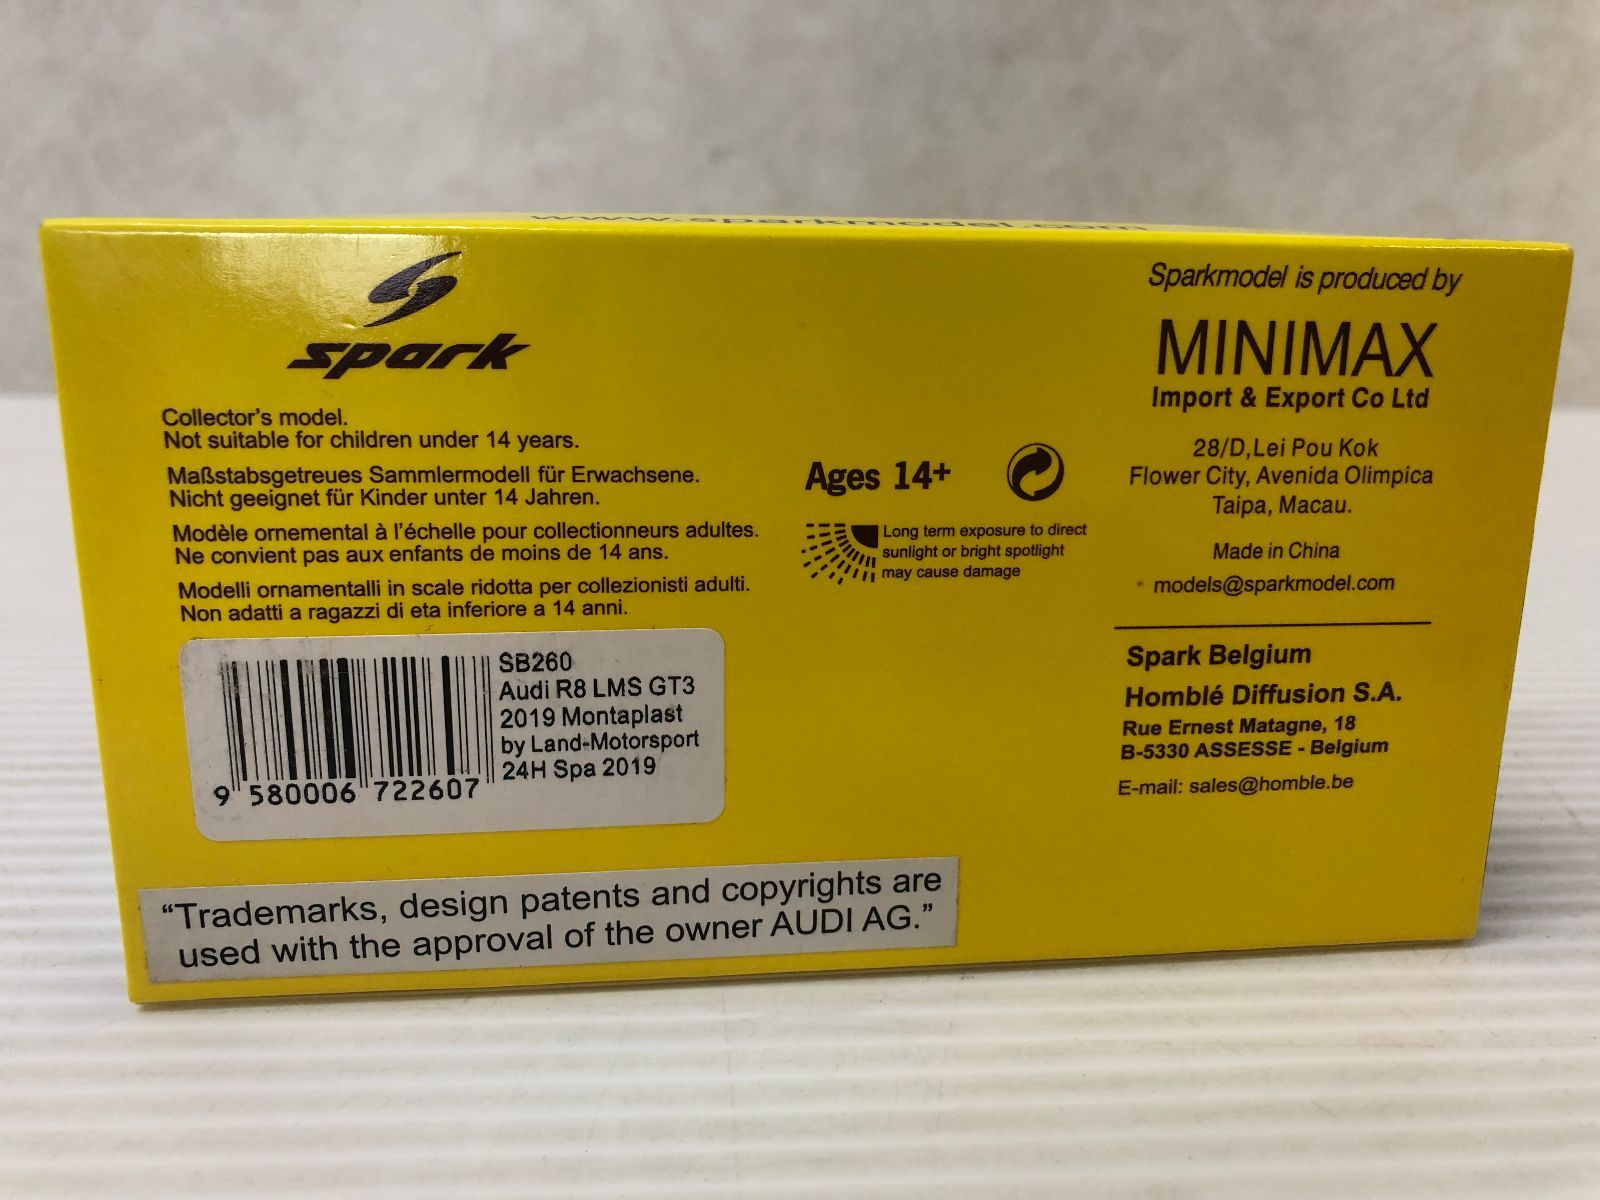 www.sparkmodel.com
spark
Collector's model.
Not suitable for children under 14 years.
Maßstabsgetreues Sammlermodell für Erwachsene.
Nicht geeignet für Kinder unter 14 Jahren.
Modèle ornemental à l'échelle pour collectionneurs adultes.
Ne convient pas aux enfants de moins de 14 ans.
Modelli ornamentalli in scale ridotta per collezionisti adulti.
Non adatti a ragazzi di eta inferiore a 14 anni.
SB260
Audi R8 LMS GT3
2019 Montaplast
by Land-Motorsport
24H Spa 2019
9 580006 722607
"Trademarks, design patents and copyrights are
used with the approval of the owner AUDI AG."
Ages 14+
Long term exposure to direct
sunlight or bright spotlight
may cause damage
Sparkmodel is produced by
MINIMAX
Import & Export Co Ltd
28/D,Lei Pou Kok
Flower City, Avenida Olimpica
Taipa, Macau.
Made in China
models@sparkmodel.com
Spark Belgium
Homblé Diffusion S.A.
Rue Ernest Matagne, 18
B-5330 ASSESSE - Belgium
E-mail: sales@homble.be